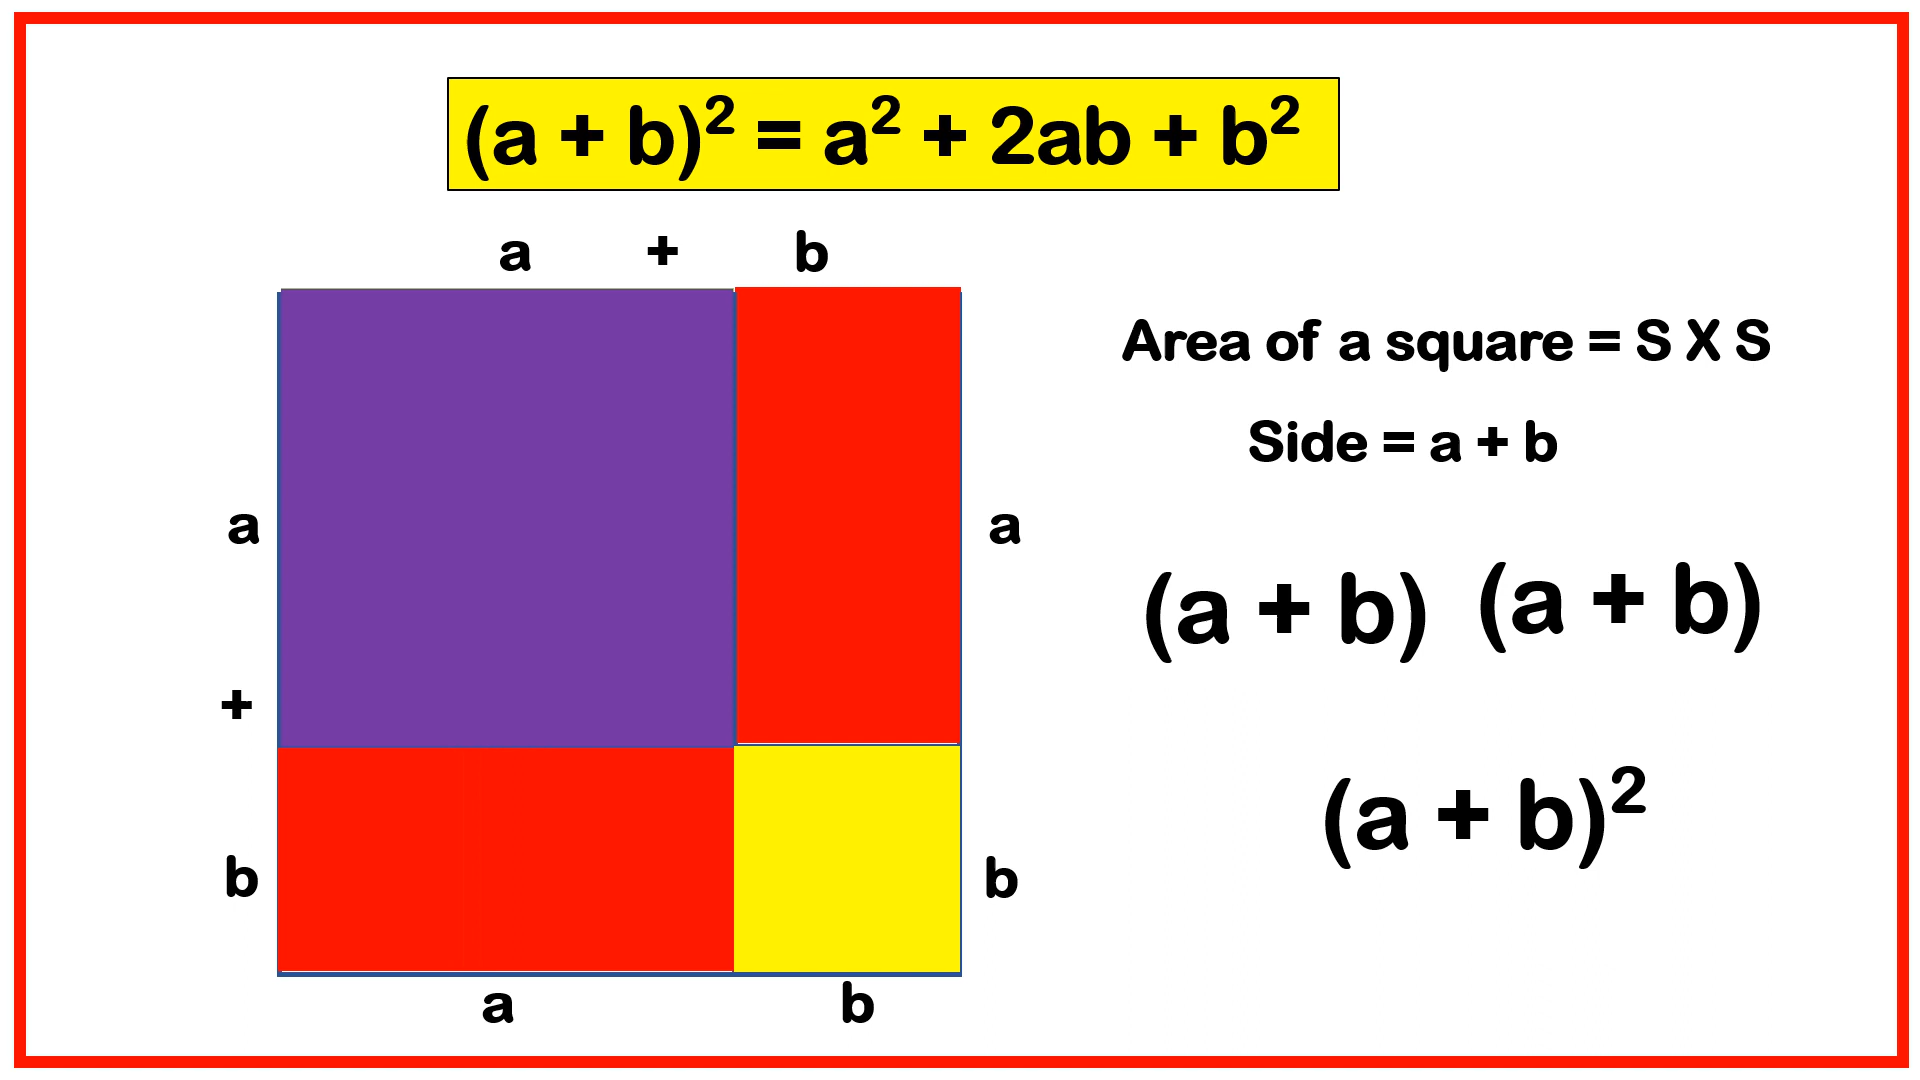 (a + b)² = a² + 2ab + b²
a + b
Area of a square = S X S
Side = a + b
a
a
(a + b) (a + b)
+
(a + b)²
b
b
a b